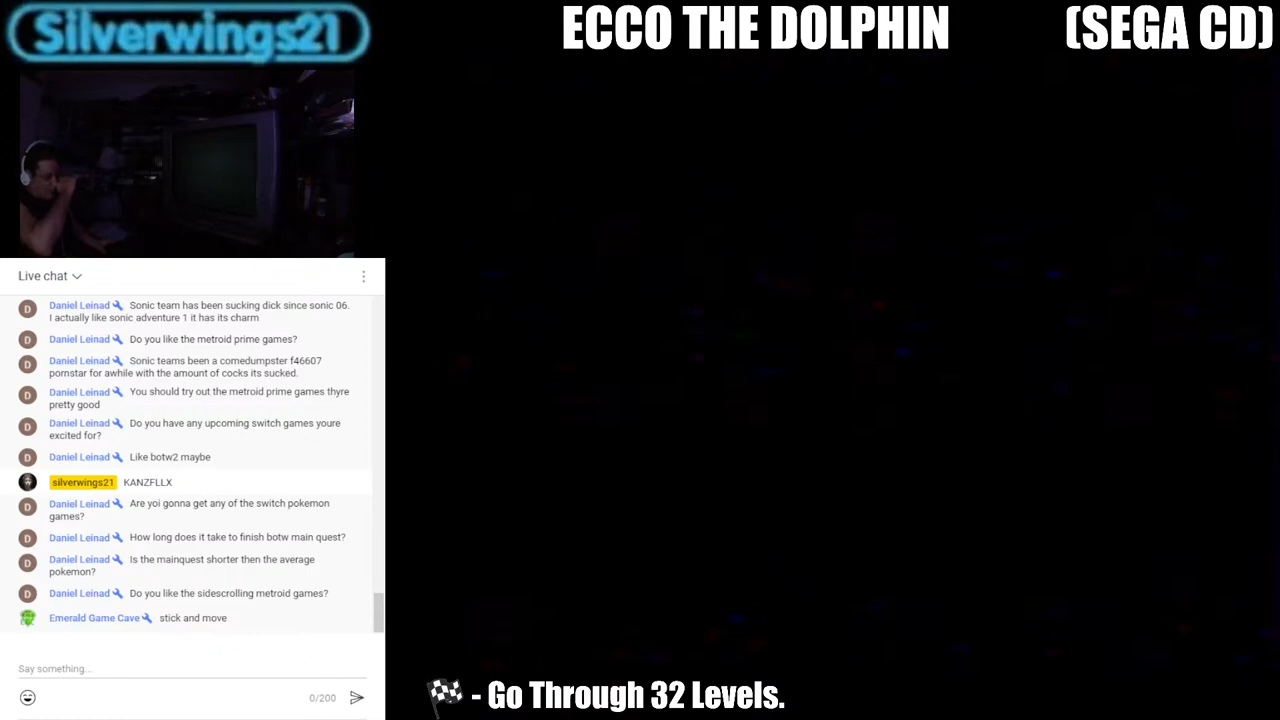 Silverwings21
ECCO THE DOLPHIN (SEGA CD)
Live chat
D Daniel Leinad Sonic team has been sucking dick since sonic 06.
I actually like sonic adventure 1 it has its charm
D Daniel Leinad Do you like the metroid prime games?
D Daniel Leinad Sonic teams been a comedumpster f46607
pornstar for awhile with the amount of cocks its sucked.
D Daniel Leinad You should try out the metroid prime games thyre
pretty good
D Daniel Leinad Do you have any upcoming switch games youre
excited for?
D Daniel Leinad Like botw2 maybe
silverwings21 KANZFLLX
D Daniel Leinad Are yoi gonna get any of the switch pokemon
games?
D Daniel Leinad How long does it take to finish botw main quest?
D Daniel Leinad Is the mainquest shorter then the average
pokemon?
D Daniel Leinad Do you like the sidescrolling metroid games?
Emerald Game Cave stick and move
Say something...
0/200
- Go Through 32 Levels.